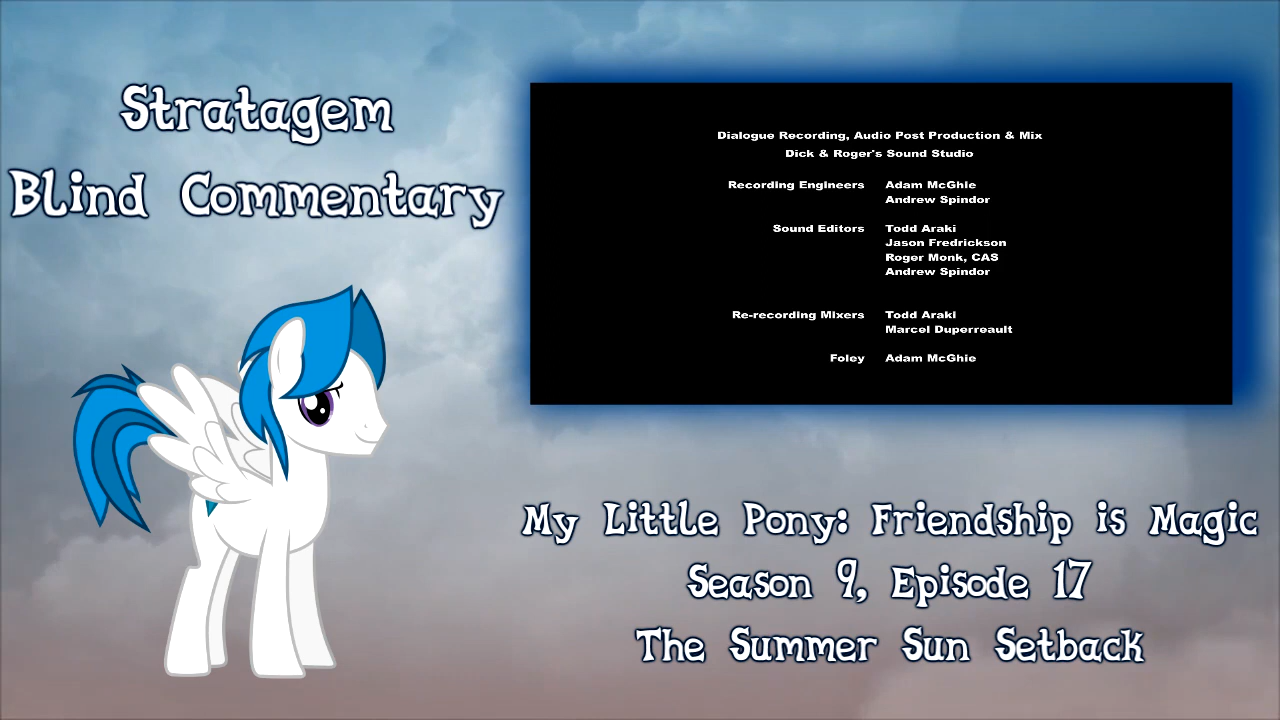 Stratagem
Blind Commentary
Dialogue Recording, Audio Post Production & Mix
Dick & Roger's Sound Studio
Recording Engineers Adam McGhie
Andrew Spindor
Sound Editors Todd Araki
Jason Fredrickson
Roger Monk, CAS
Andrew Spindor
Re-recording Mixers Todd Araki
Marcel Duperreault
Foley Adam McGhie
My Little Pony: Friendship is Magic
Season 9, Episode 17
The Summer Sun Setback